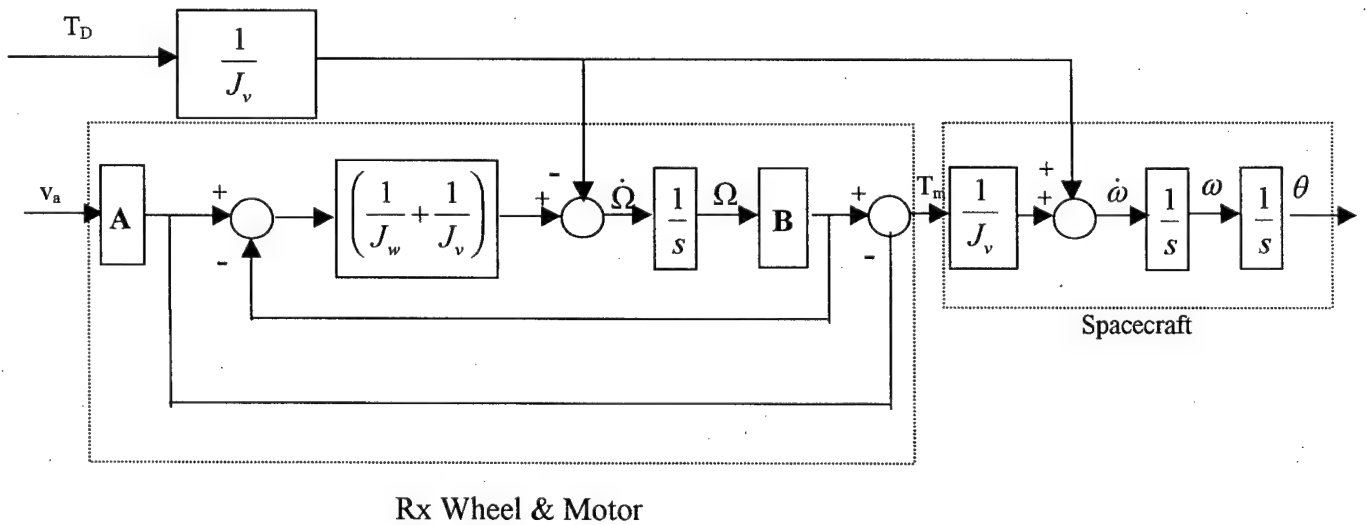 T_D
1
J_v
v_a
A
+
-
( 1/J_w + 1/J_v )
-
+
Ω̇
1
s
Ω
B
+
-
T_m
1
J_v
+
+
ω̇
1
s
ω
1
s
θ
Spacecraft
Rx Wheel & Motor